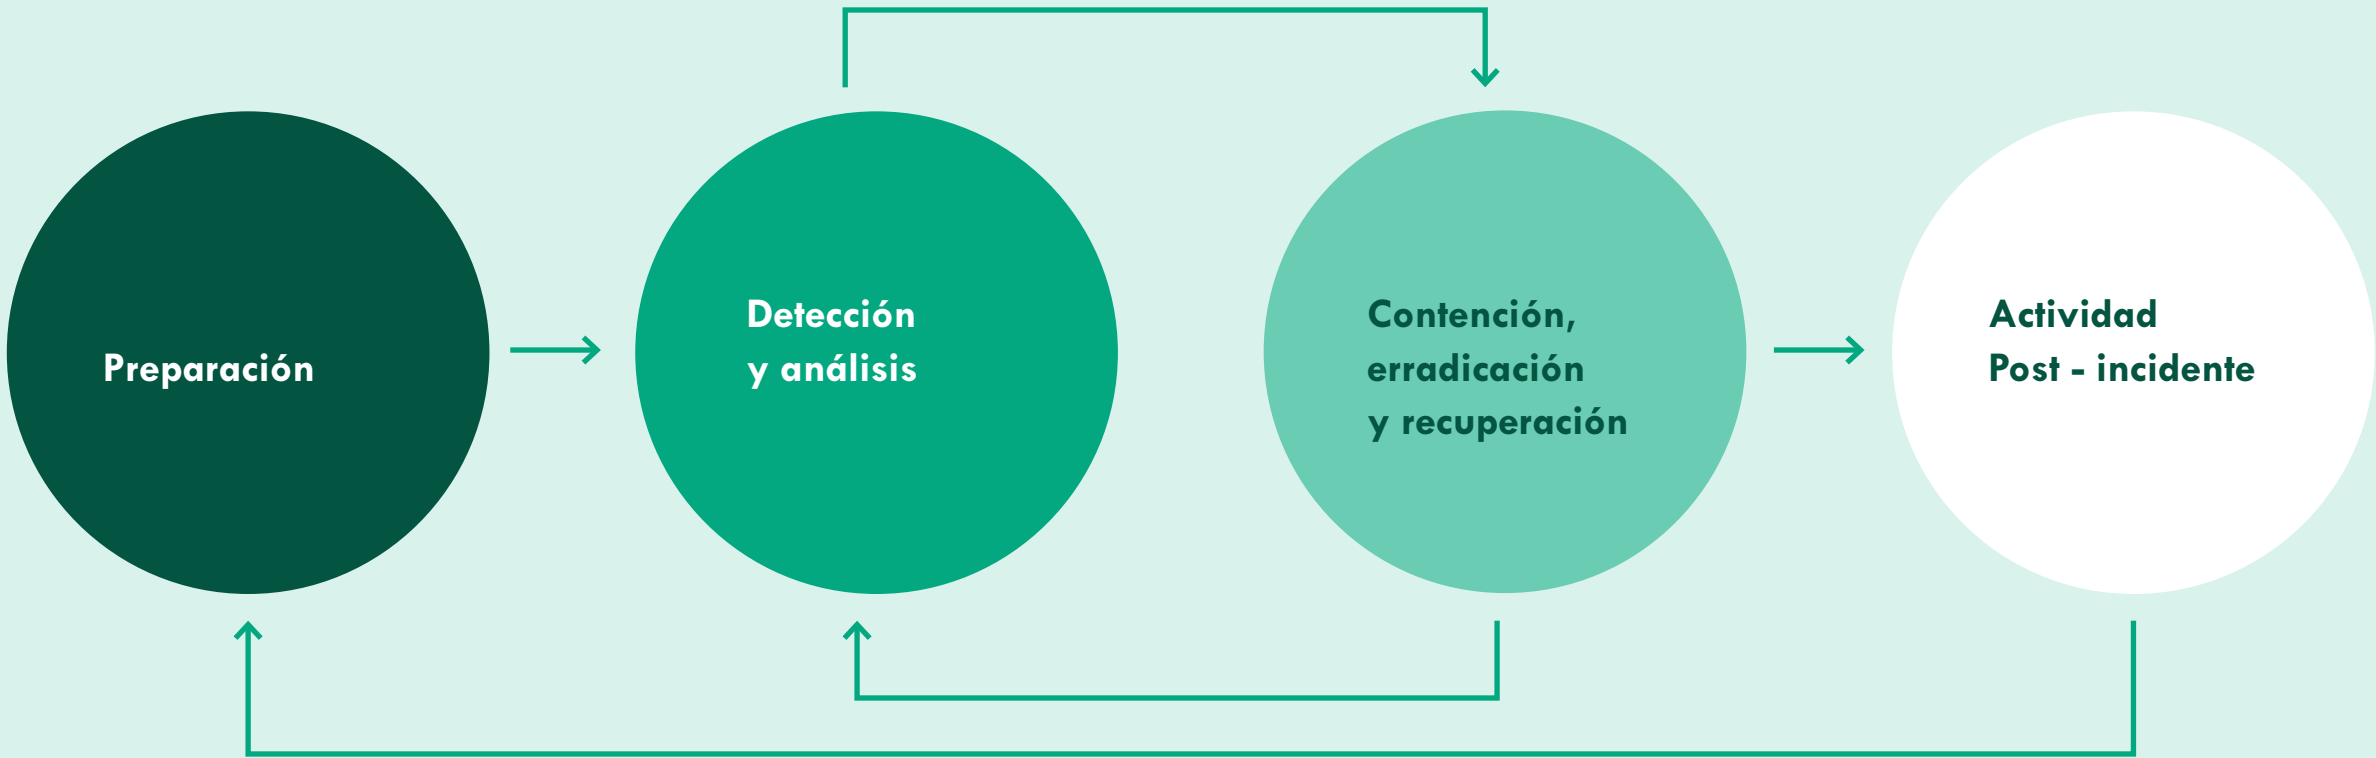 Preparación
Detección
y análisis
Contención,
erradicación
y recuperación
Actividad
Post - incidente